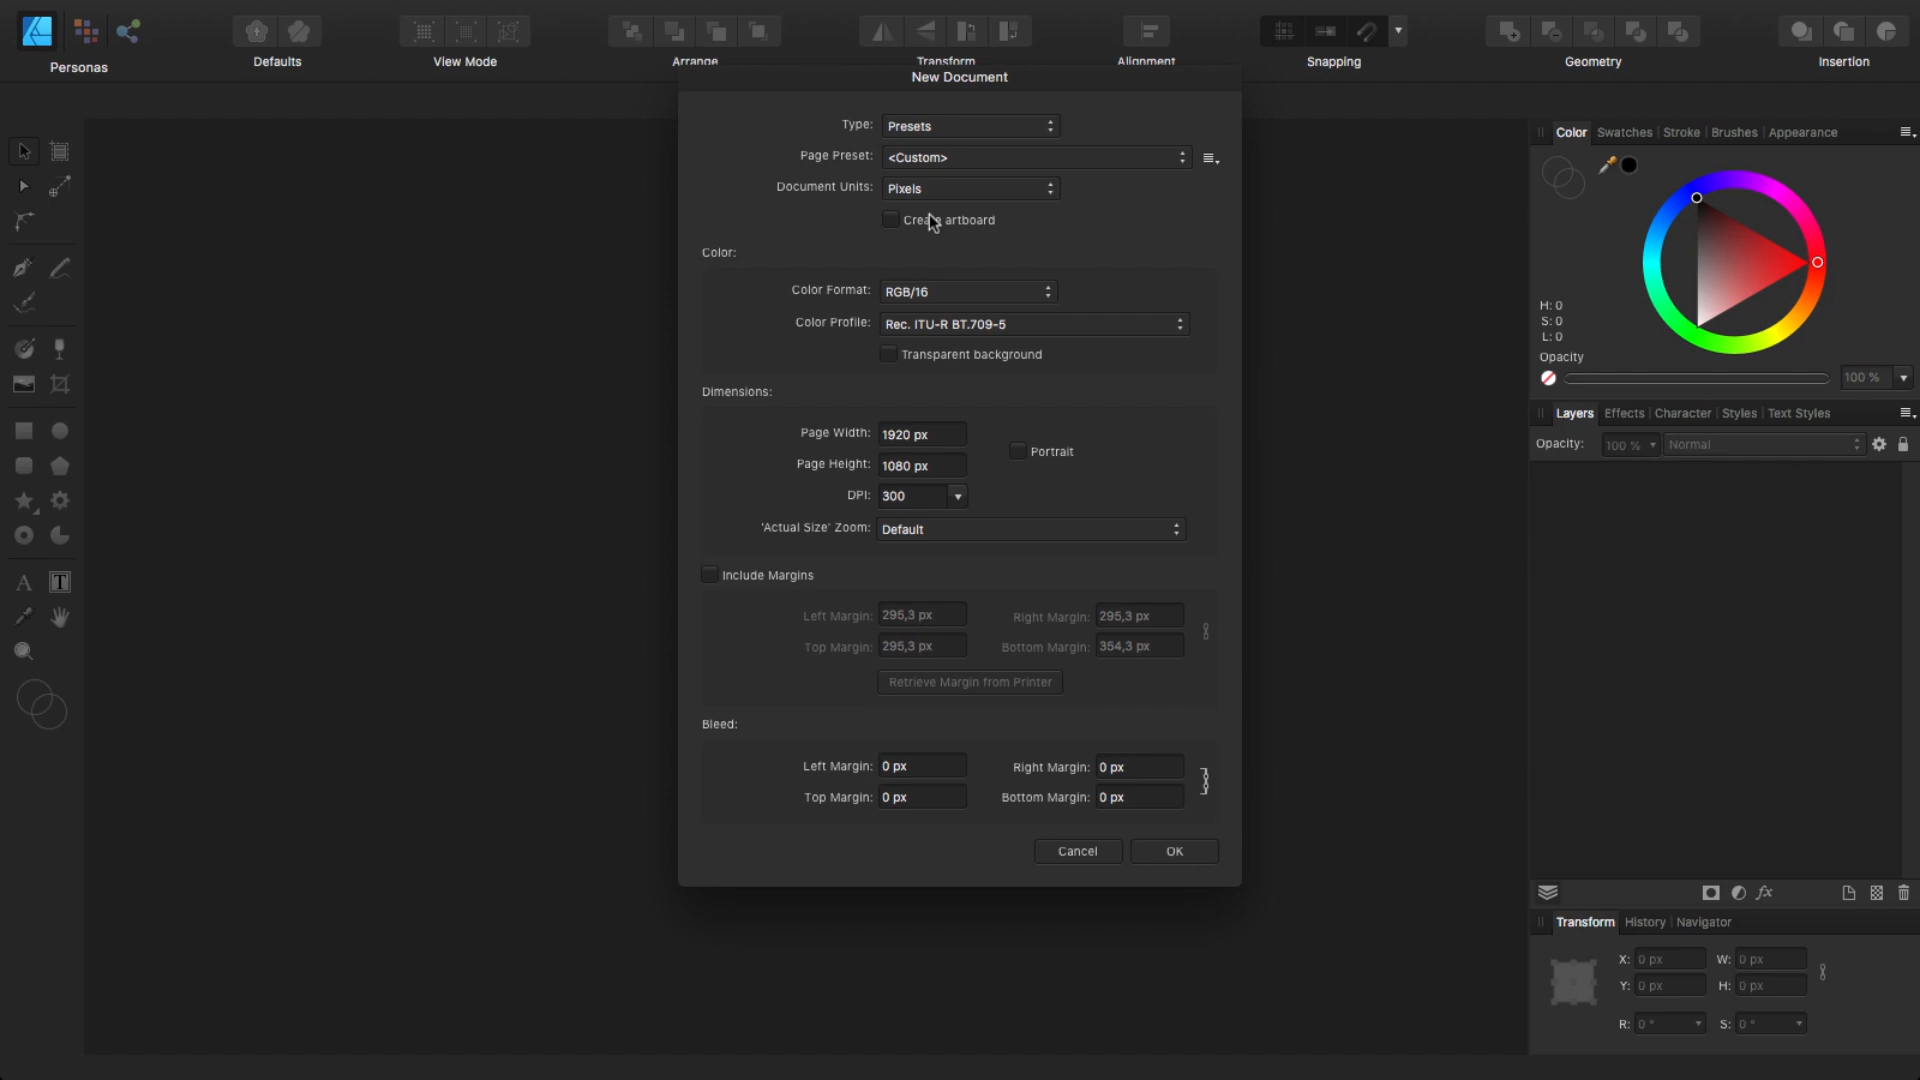 Personas
Defaults
View Mode
Arrange
Transform
Alignment
Snapping
Geometry
Insertion
New Document
Type: Presets
Page Preset: <Custom>
Document Units: Pixels
Create artboard
Color:
Color Format: RGB/16
Color Profile: Rec. ITU-R BT.709-5
Transparent background
Dimensions:
Page Width: 1920 px
Portrait
Page Height: 1080 px
DPI: 300
'Actual Size' Zoom: Default
Include Margins
Left Margin: 295,3 px Right Margin: 295,3 px
Top Margin: 295,3 px Bottom Margin: 354,3 px
Retrieve Margin from Printer
Bleed:
Left Margin: 0 px Right Margin: 0 px
Top Margin: 0 px Bottom Margin: 0 px
Cancel OK
Color Swatches Stroke Brushes Appearance
H: 0
S: 0
L: 0
Opacity
100 %
Layers Effects Character Styles Text Styles
Opacity: 100 % Normal
fx
Transform History Navigator
X: 0 px W: 0 px
Y: 0 px H: 0 px
R: 0 ° S: 0 °
A T